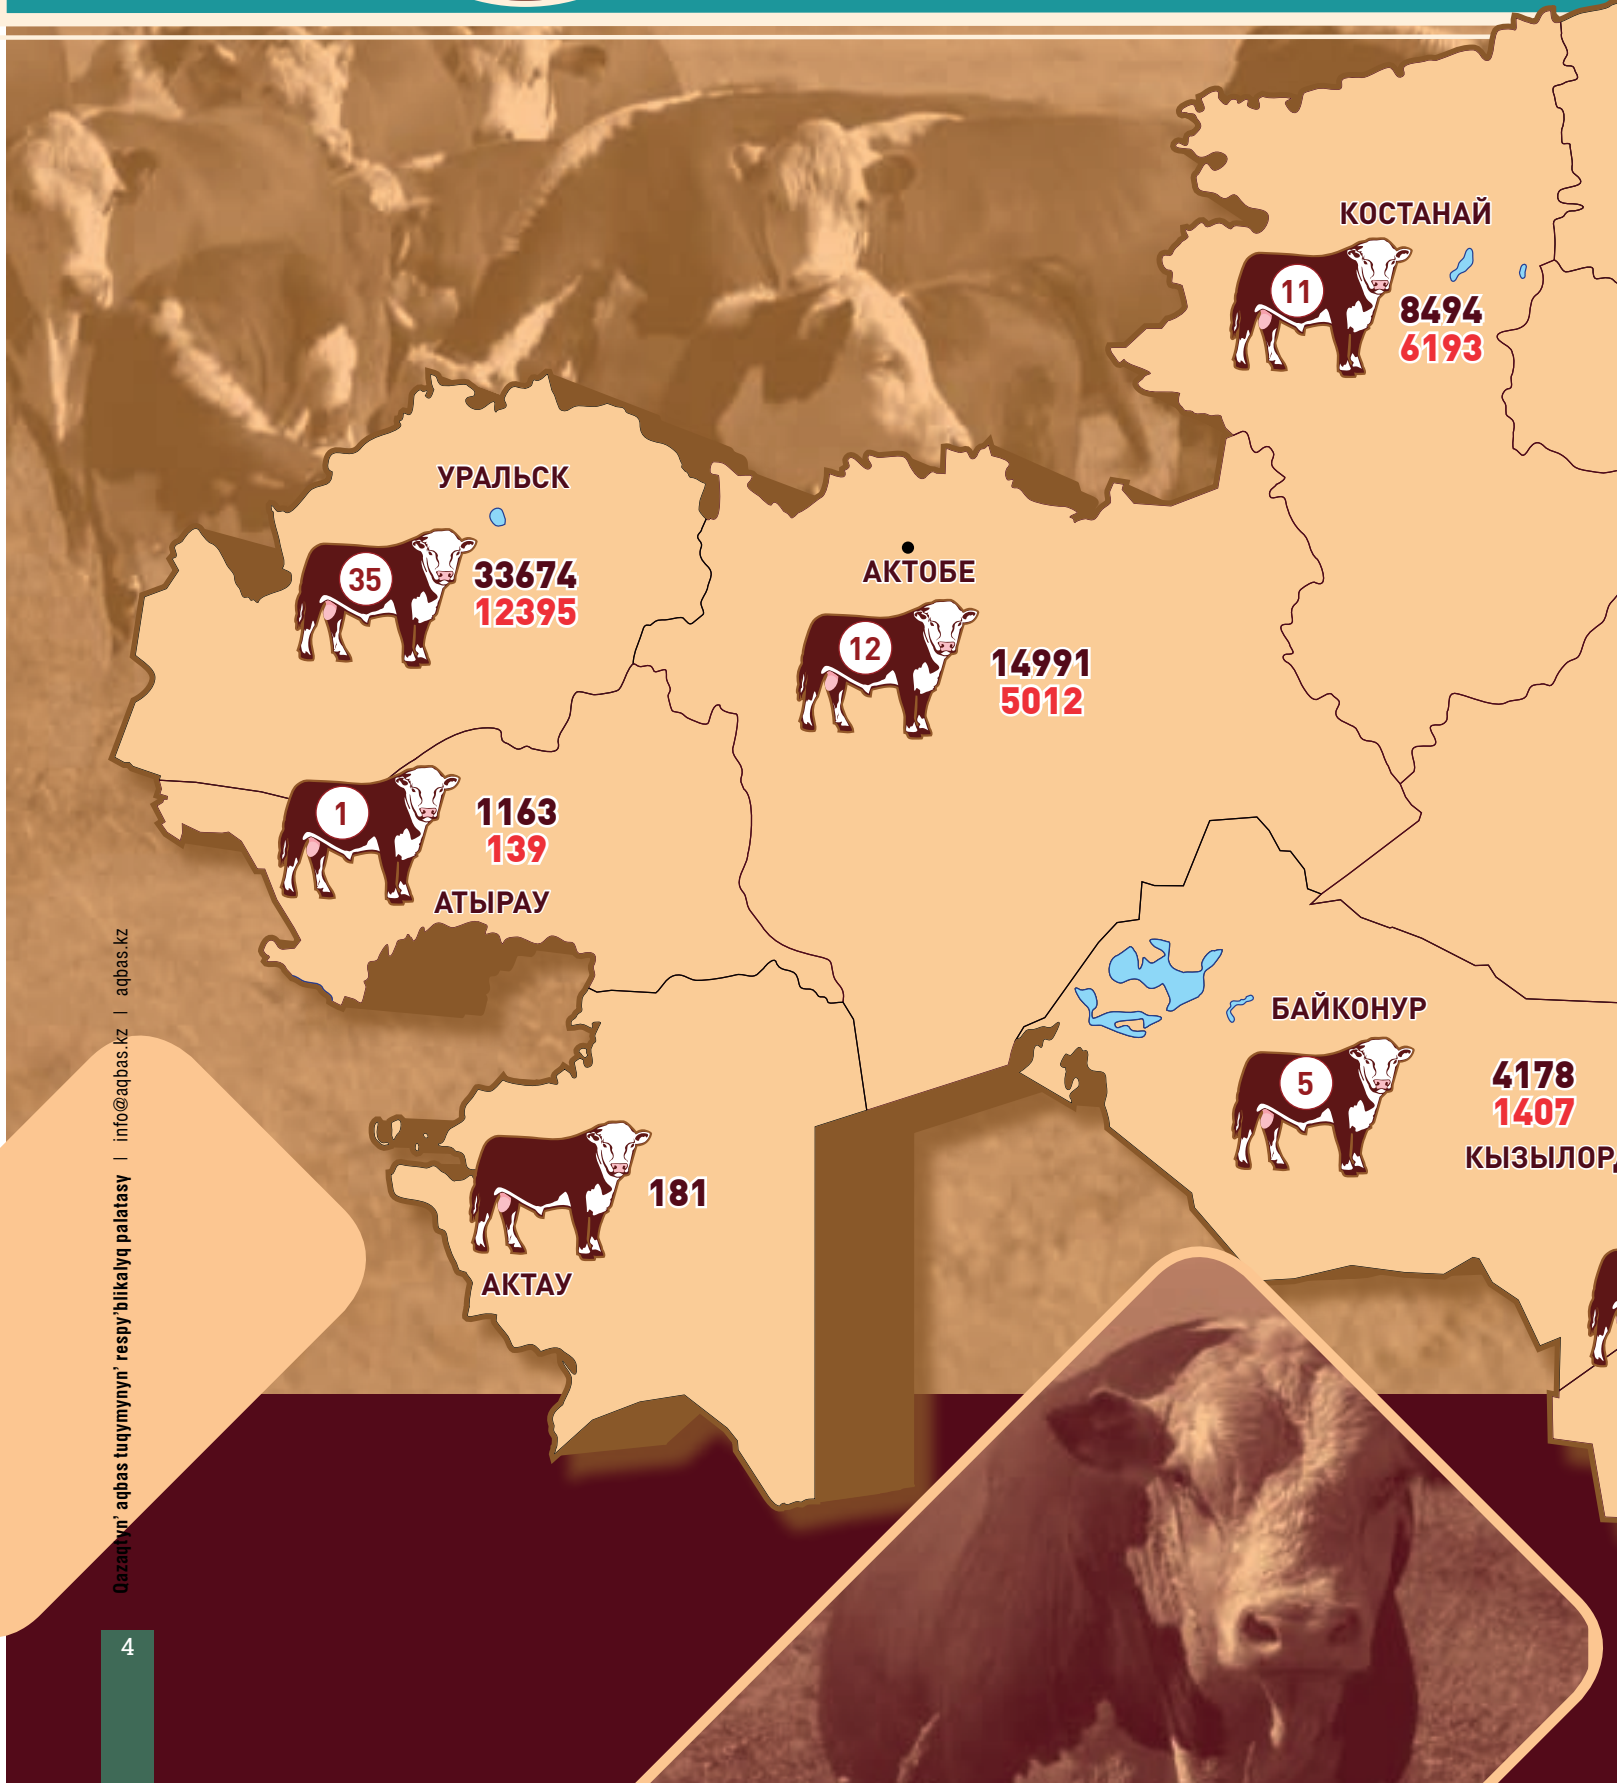 КОСТАНАЙ
11
8494
6193
УРАЛЬСК
35
33674
12395
АКТОБЕ
12
14991
5012
1
1163
139
АТЫРАУ
БАЙКОНУР
5
4178
1407
КЫЗЫЛОР
181
АКТАУ
Qazaqtyn' aqbas tuqymynyn' respy'blikalyq palatasy | info@aqbas.kz | aqbas.kz
4